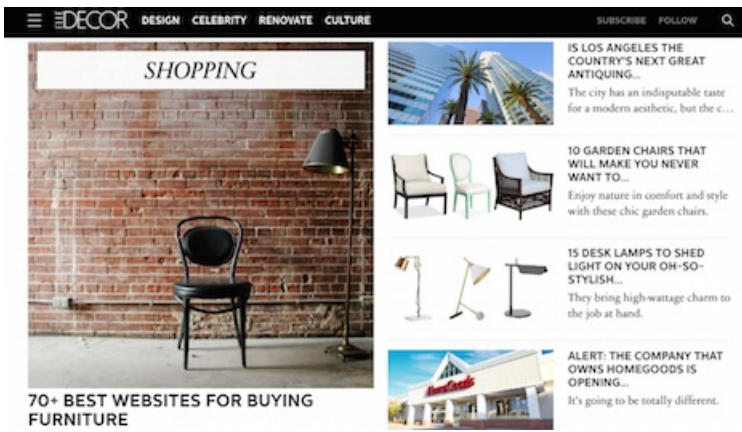 ELLE DECOR DESIGN CELEBRITY RENOVATE CULTURE SUBSCRIBE FOLLOW
SHOPPING
70+ BEST WEBSITES FOR BUYING
FURNITURE
IS LOS ANGELES THE
COUNTRY'S NEXT GREAT
ANTIQUING...
The city has an indisputable taste
for a modern aesthetic, but the c...
10 GARDEN CHAIRS THAT
WILL MAKE YOU NEVER
WANT TO...
Enjoy nature in comfort and style
with these chic garden chairs.
15 DESK LAMPS TO SHED
LIGHT ON YOUR OH-SO-
STYLISH...
They bring high-wattage charm to
the job at hand.
HomeGoods
ALERT: THE COMPANY THAT
OWNS HOMEGOODS IS
OPENING...
It's going to be totally different.